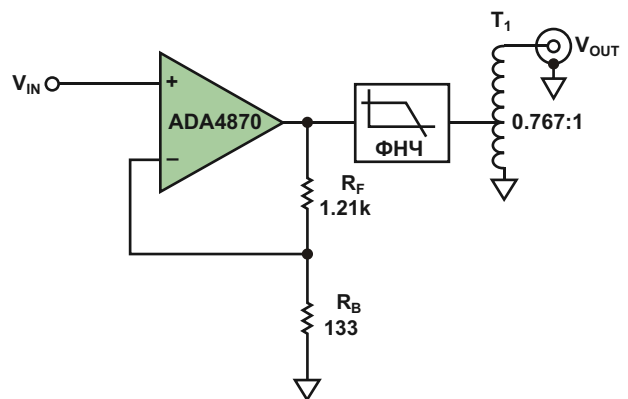 T1
VOUT
VIN
+
ADA4870
−
ФНЧ
0.767:1
RF
1.21k
RB
133